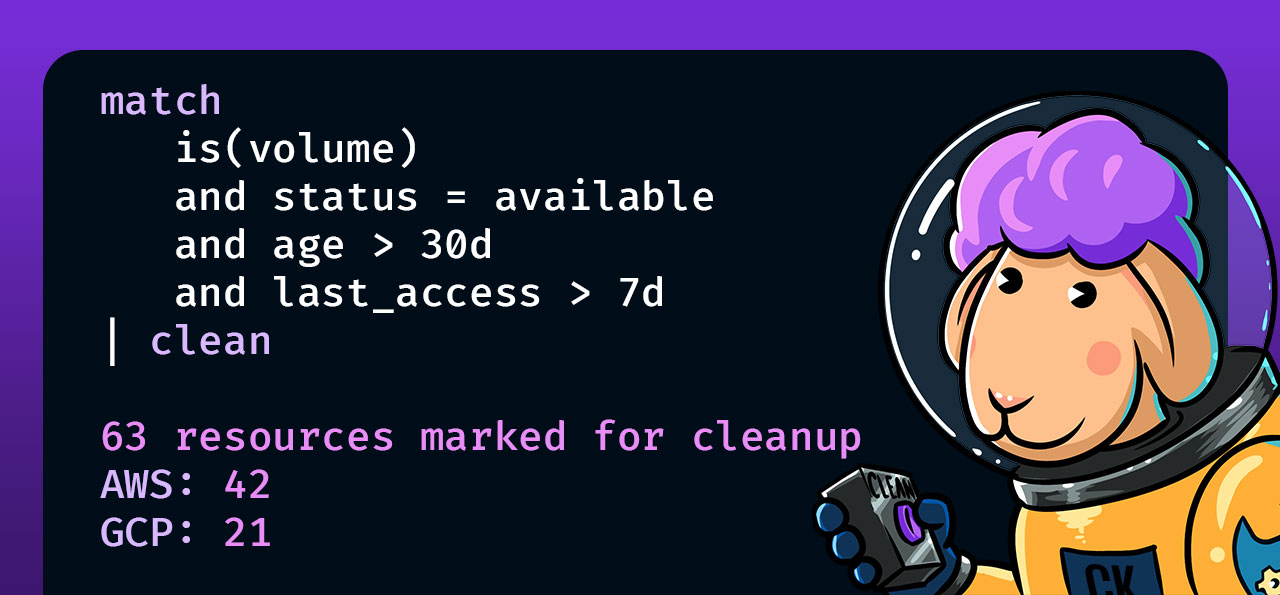 match
is(volume)
and status = available
and age > 30d
and last_access > 7d
| clean
63 resources marked for cleanup
AWS: 42
GCP: 21
CLEAN
CK